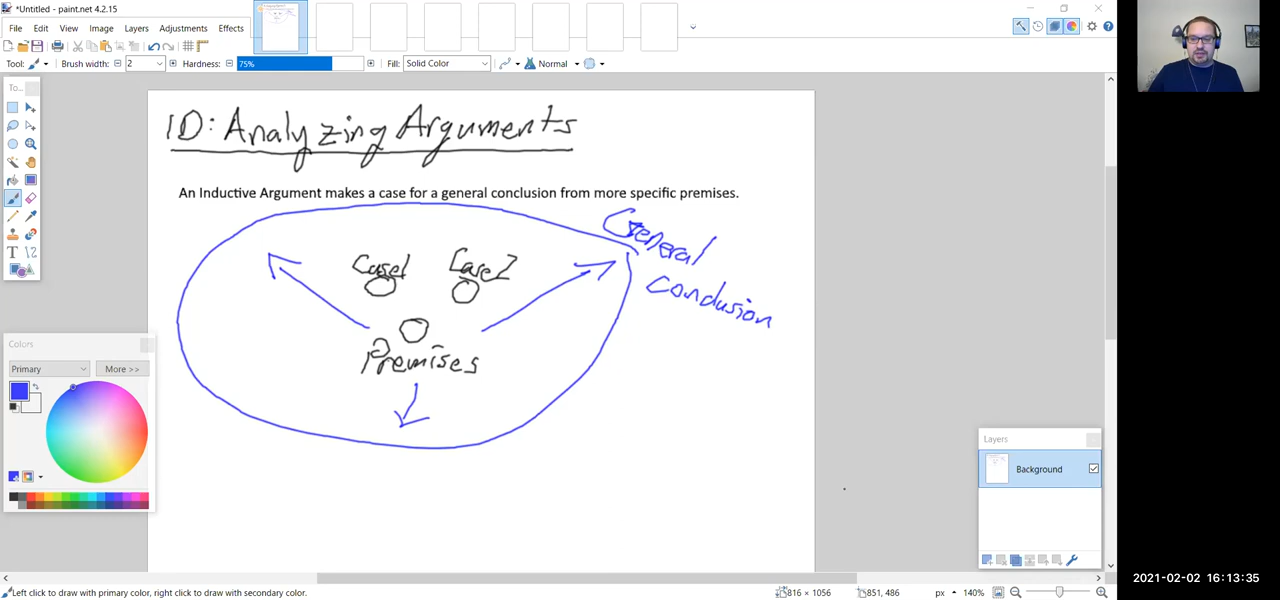 *Untitled - paint.net 4.2.15
File Edit View Image Layers Adjustments Effects
Tool: Brush width: 2 Hardness: 75% Fill: Solid Color Normal
To...
1D: Analyzing Arguments
An Inductive Argument makes a case for a general conclusion from more specific premises.
General
Conclusion
Case1 Case2
Premises
Colors
Primary More >>
Layers
Background
Left click to draw with primary color, right click to draw with secondary color.
816 x 1056 851, 486 px 140%
2021-02-02 16:13:35